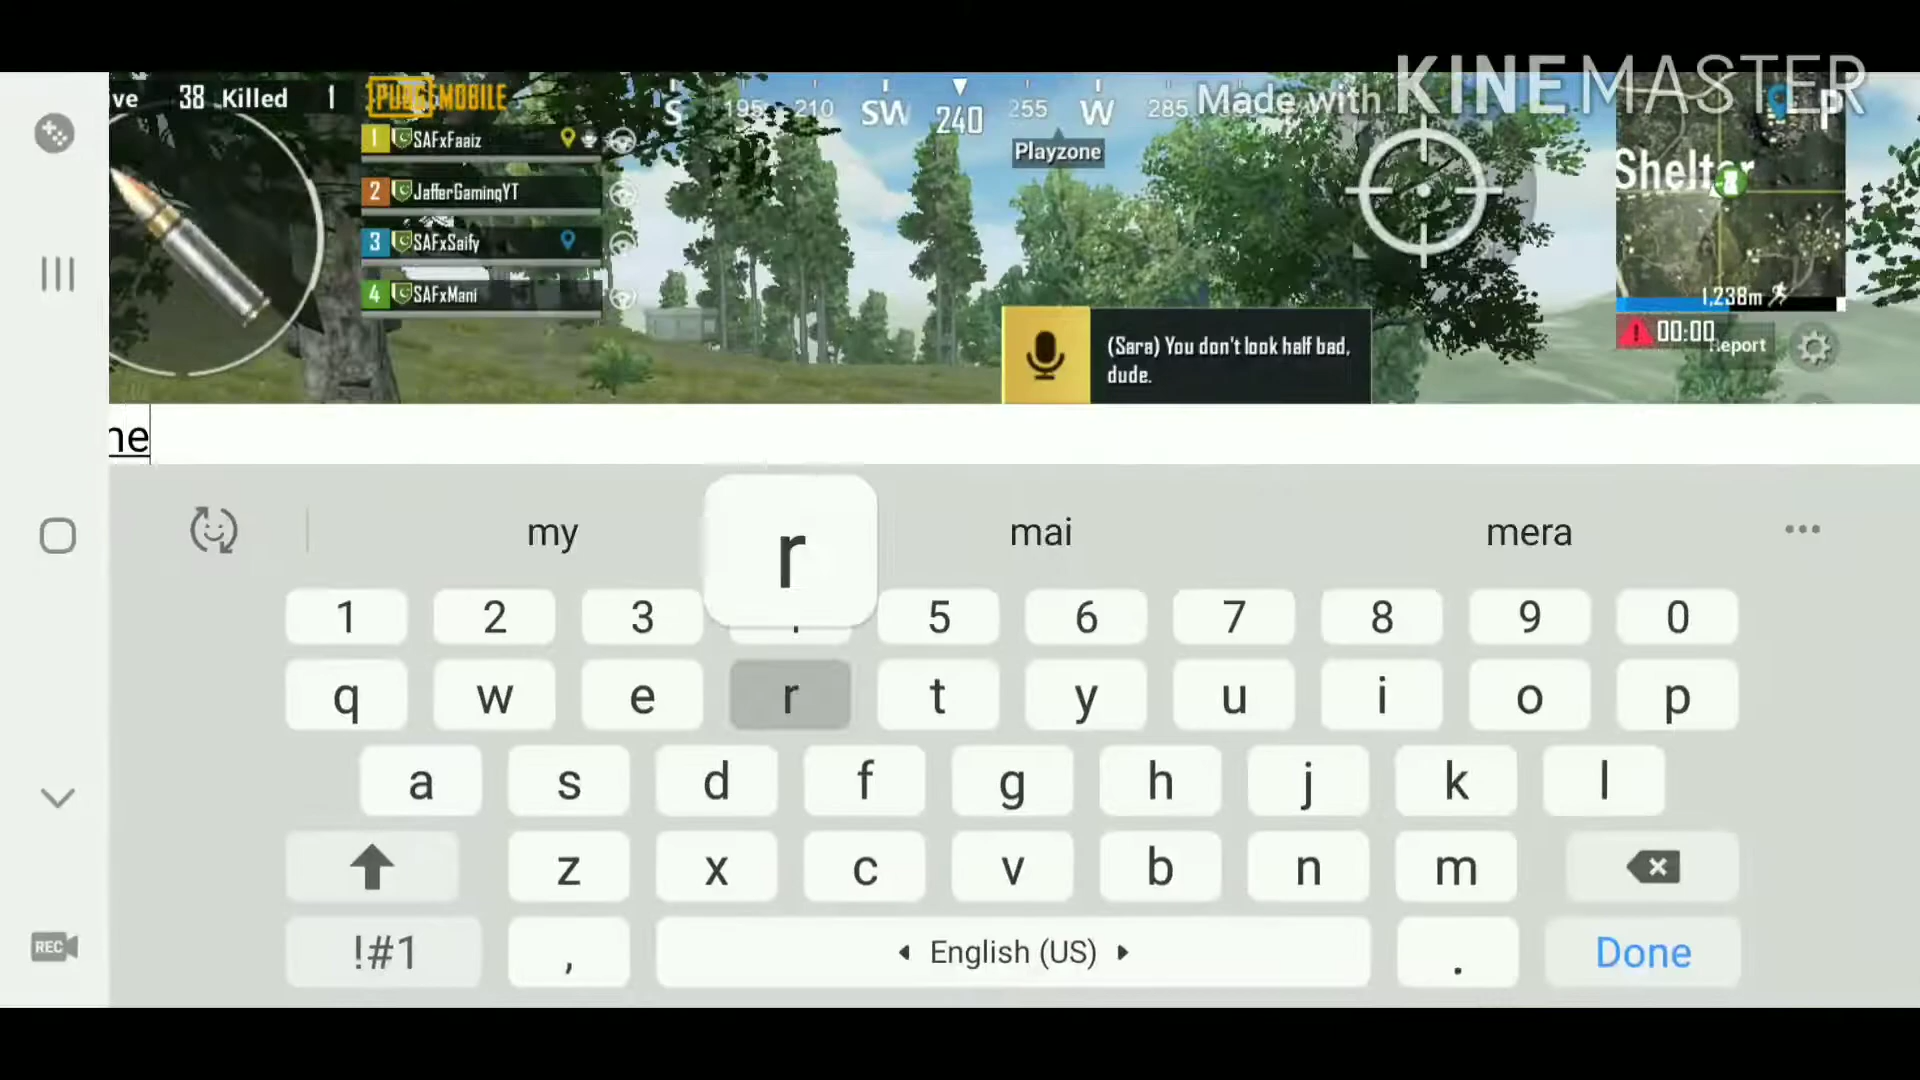 Made with KINEMASTER
ve 38 Killed 1 PUBG MOBILE
S 195 210 SW 240 255 W 285
P
1 SAFxFaaiz
Playzone
2 JafferGamingYT
Shelter
3 SAFxSaify
4 SAFxMani
1,238m
00:00
Report
(Sara) You don't look half bad,
dude.
me
my r mai mera ...
1 2 3 5 6 7 8 9 0
q w e r t y u i o p
a s d f g h j k l
z x c v b n m
REC !#1 , English (US) . Done